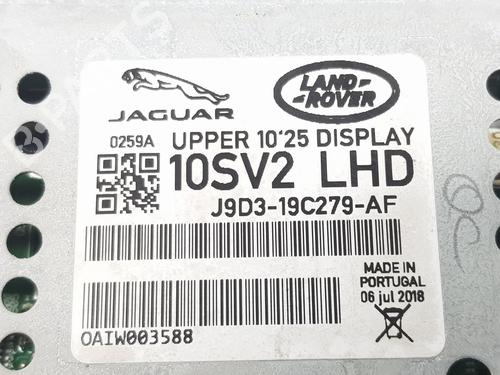 JAGUAR
LAND-
-ROVER
0259A
UPPER 10'25 DISPLAY
10SV2 LHD
J9D3-19C279-AF
MADE IN
PORTUGAL
06 jul 2018
OAIW003588